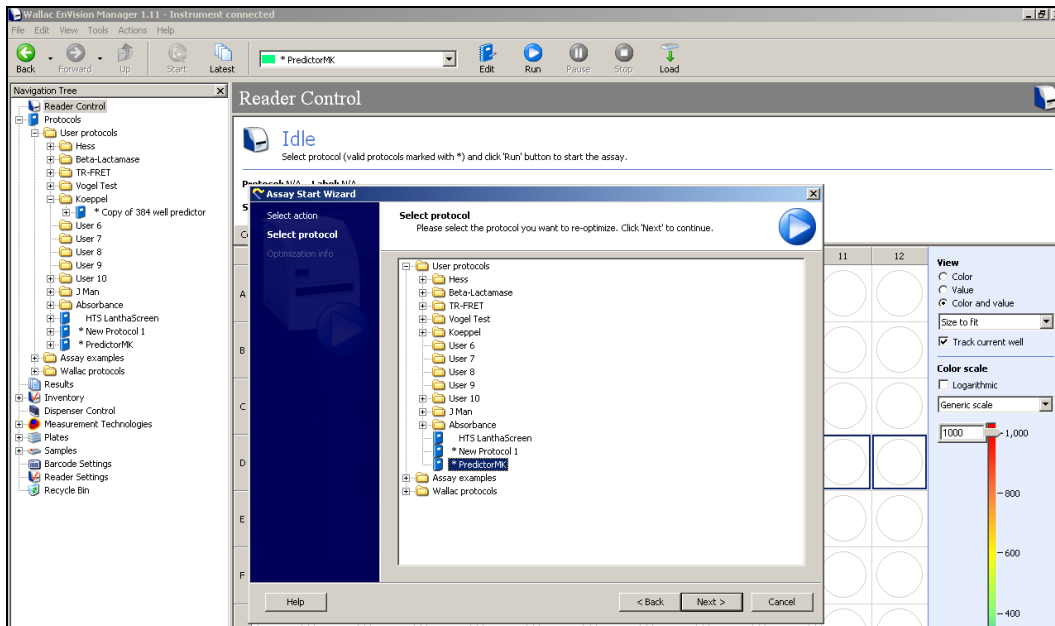 Wallac EnVision Manager 1.11 - Instrument connected
File Edit View Tools Actions Help
Back Forward Up Start Latest * PredictorMK Edit Run Pause Stop Load
Navigation Tree
Reader Control
Protocols
User protocols
Hess
Beta-Lactamase
TR-FRET
Vogel Test
Koeppel
* Copy of 384 well predictor
User 6
User 7
User 8
User 9
User 10
J Man
Absorbance
HTS LanthaScreen
* New Protocol 1
* PredictorMK
Assay examples
Wallac protocols
Results
Inventory
Dispenser Control
Measurement Technologies
Plates
Samples
Barcode Settings
Reader Settings
Recycle Bin
Reader Control
Idle
Select protocol (valid protocols marked with *) and click 'Run' button to start the assay.
Assay Start Wizard
Select action
Select protocol
Optimization info
Select protocol
Please select the protocol you want to re-optimize. Click 'Next' to continue.
User protocols
Hess
Beta-Lactamase
TR-FRET
Vogel Test
Koeppel
User 6
User 7
User 8
User 9
User 10
J Man
Absorbance
HTS LanthaScreen
* New Protocol 1
* PredictorMK
Assay examples
Wallac protocols
Help < Back Next > Cancel
11 12
A
B
C
D
E
F
View
Color
Value
Color and value
Size to fit
Track current well
Color scale
Logarithmic
Generic scale
1000 1,000
800
600
400